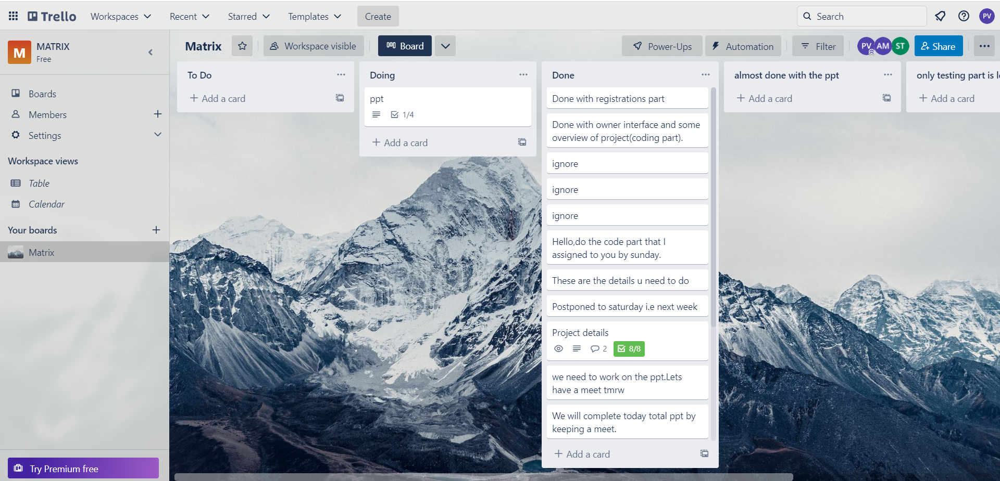 Trello
Workspaces
Recent
Starred
Templates
Create
Search
PV
M
MATRIX
Free
Matrix
Workspace visible
Board
Power-Ups
Automation
Filter
PV
AM
ST
Share
Boards
Members
Settings
Workspace views
Table
Calendar
Your boards
Matrix
Try Premium free
To Do
Add a card
Doing
ppt
1/4
Add a card
Done
Done with registrations part
Done with owner interface and some
overview of project(coding part).
ignore
ignore
ignore
Hello,do the code part that I
assigned to you by sunday.
These are the details u need to do
Postponed to saturday i.e next week
Project details
2
8/8
we need to work on the ppt.Lets
have a meet tmrw
We will complete today total ppt by
keeping a meet.
Add a card
almost done with the ppt
Add a card
only testing part is
Add a card